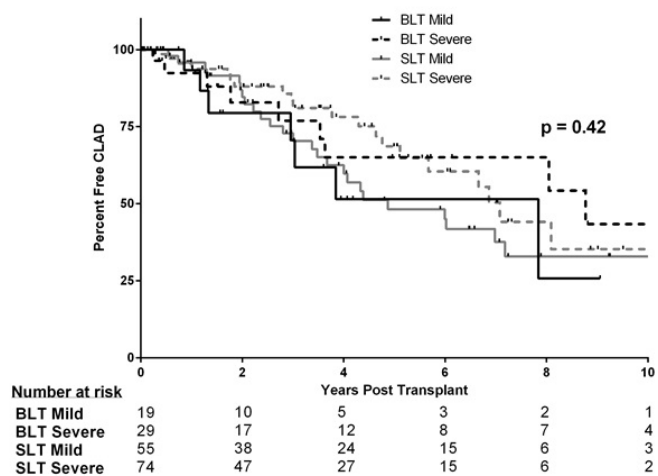 BLT Mild
BLT Severe
SLT Mild
SLT Severe
p = 0.42
Percent Free CLAD
100
75
50
25
0
0 2 4 6 8 10
Years Post Transplant
Number at risk
BLT Mild 19 10 5 3 2 1
BLT Severe 29 17 12 8 7 4
SLT Mild 55 38 24 15 6 3
SLT Severe 74 47 27 15 6 2